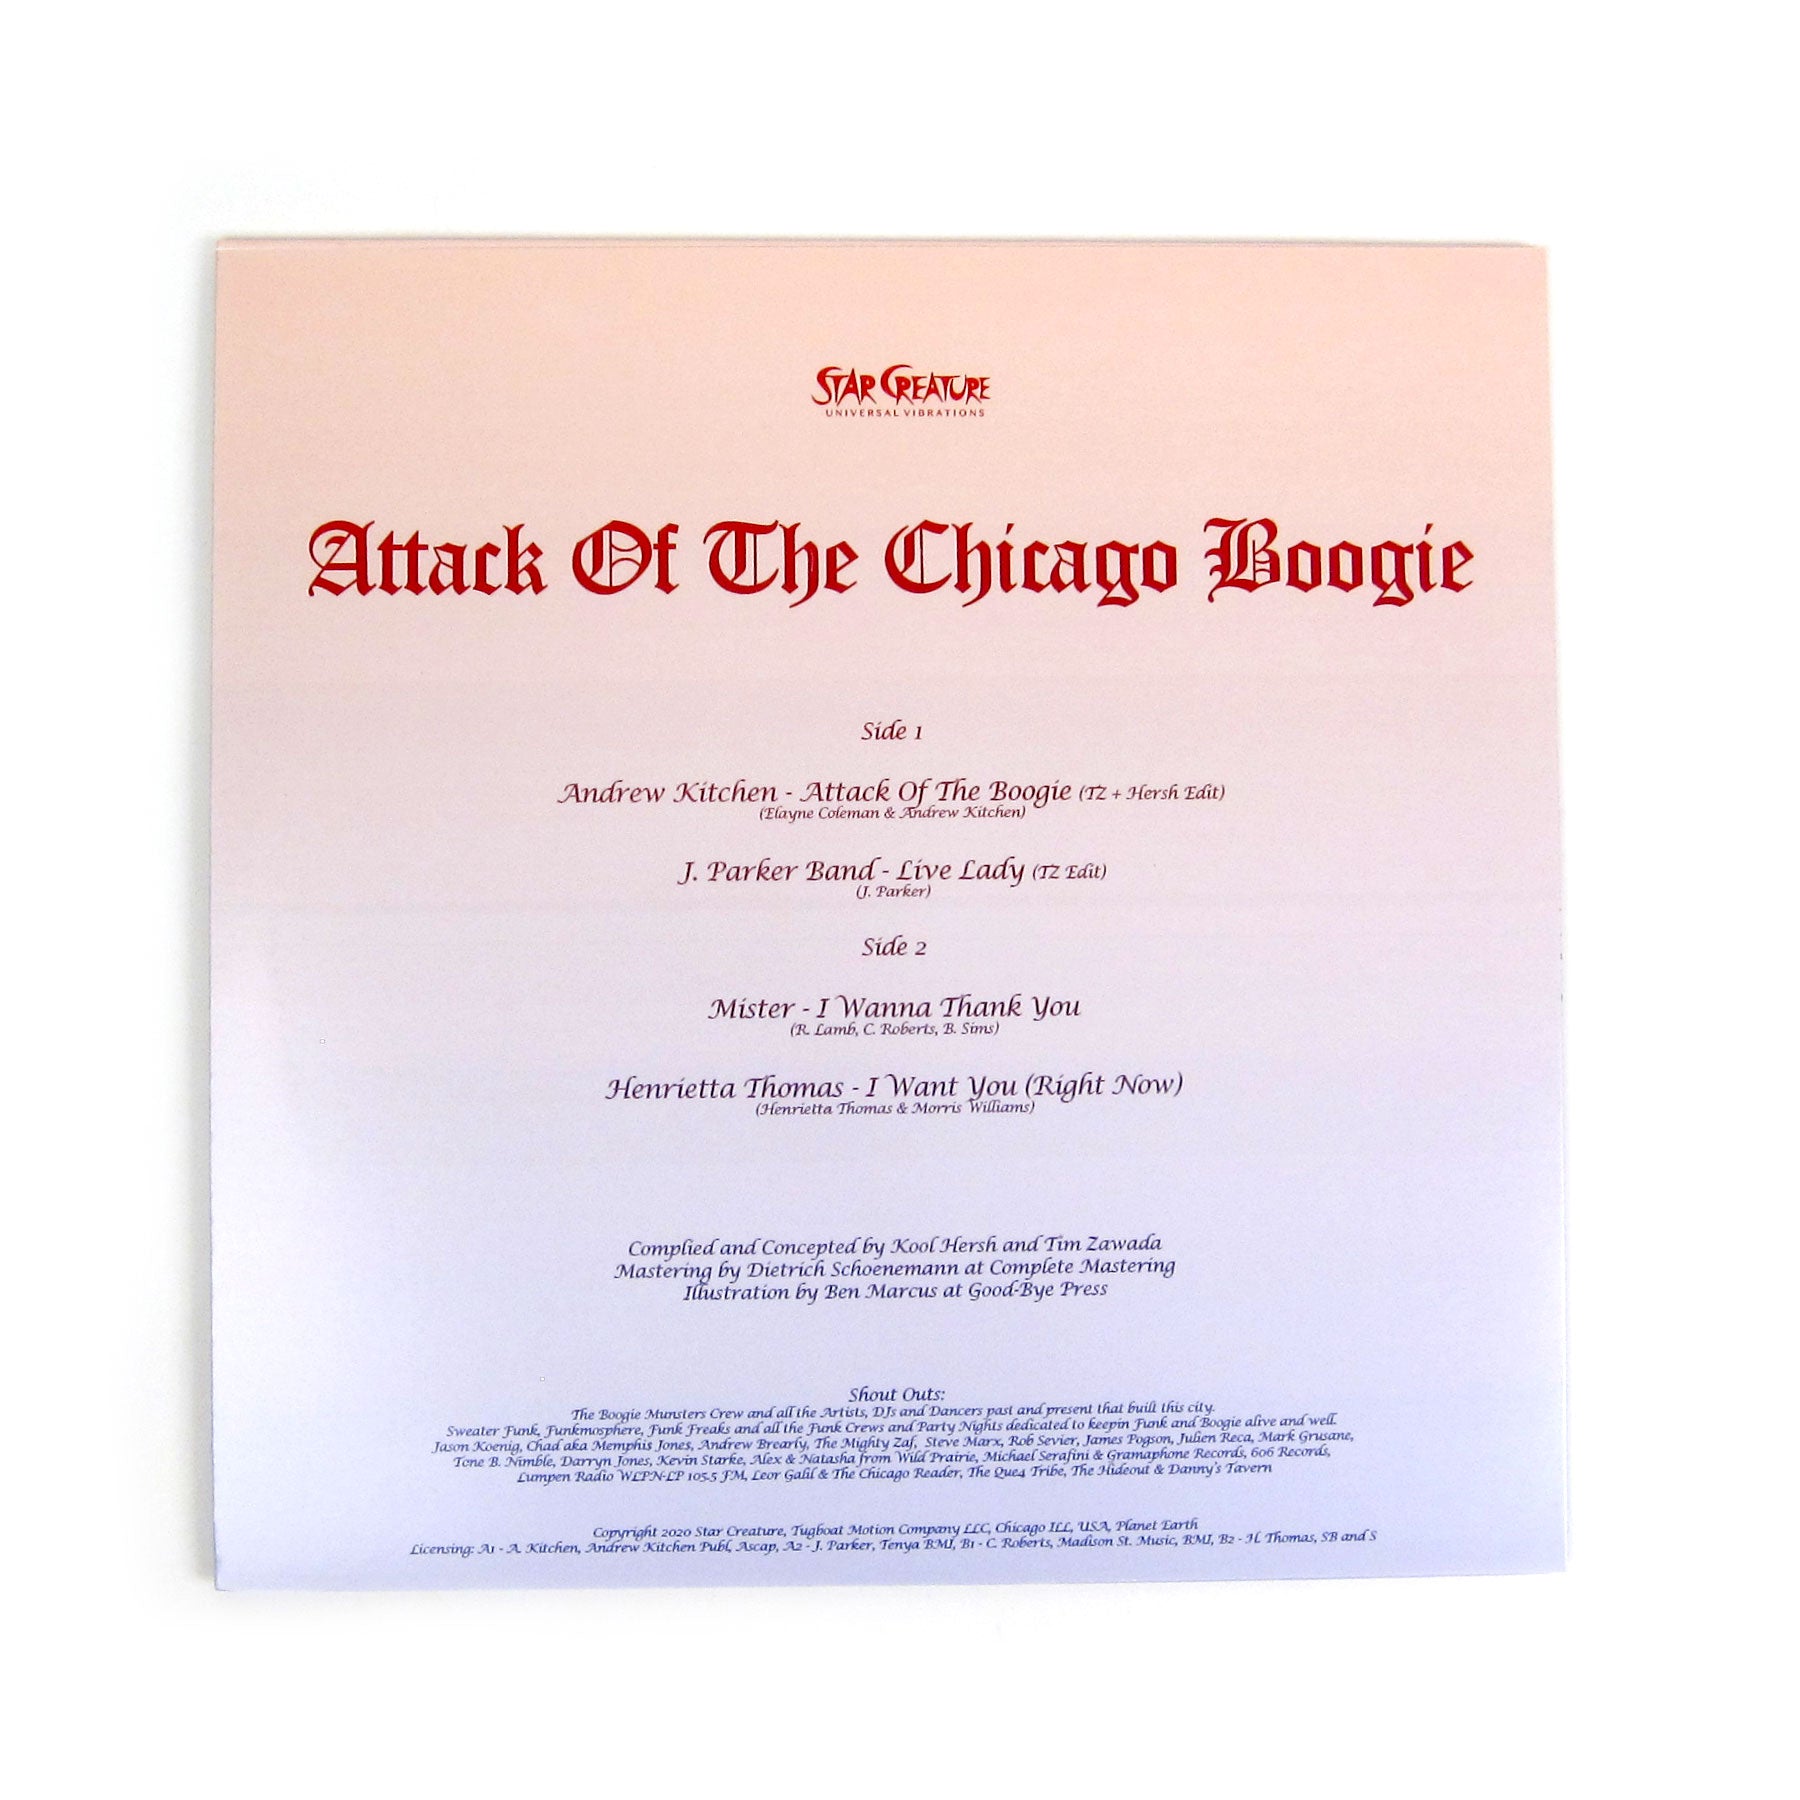 STAR CREATURE
UNIVERSAL VIBRATIONS
Attack Of The Chicago Boogie
Side 1
Andrew Kitchen - Attack Of The Boogie (TZ + Hersh Edit)
(Elayne Coleman & Andrew Kitchen)
J. Parker Band - Live Lady (TZ Edit)
(J. Parker)
Side 2
Mister - I Wanna Thank You
(R. Lamb, C. Roberts, B. Sims)
Henrietta Thomas - I Want You (Right Now)
(Henrietta Thomas & Morris Williams)
Complied and Concepted by Kool Hersh and Tim Zawada
Mastering by Dietrich Schoenemann at Complete Mastering
Illustration by Ben Marcus at Good-Bye Press
Shout Outs:
The Boogie Munsters Crew and all the Artists, DJs and Dancers past and present that built this city.
Sweater Funk, Funkmosphere, Funk Freaks and all the Funk Crews and Party Nights dedicated to keepin Funk and Boogie alive and well.
Jason Koenig, Chad aka Memphis Jones, Andrew Brearly, The Mighty Zaf, Steve Marx, Rob Sevier, James Pogson, Julien Reca, Mark Grusane,
Tone B. Nimble, Darryn Jones, Kevin Starke, Alex & Natasha from Wild Prairie, Michael Serafini & Gramaphone Records, 606 Records,
Lumpen Radio WLPN-LP 105.5 FM, Leor Galil & The Chicago Reader, The Que4 Tribe, The Hideout & Danny's Tavern
Copyright 2020 Star Creature, Tugboat Motion Company LLC, Chicago ILL, USA, Planet Earth
Licensing: A1 - A. Kitchen, Andrew Kitchen Publ, Ascap, A2 - J. Parker, Tenya BMI, B1 - C. Roberts, Madison St. Music, BMI, B2 - H. Thomas, SB and S